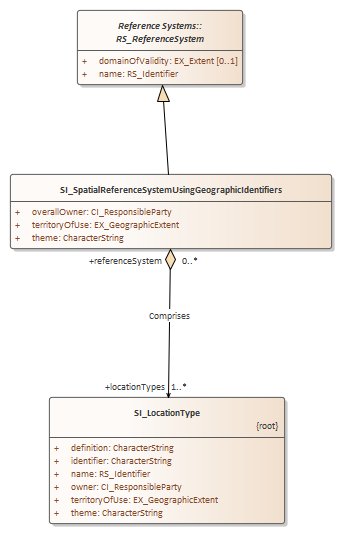 Reference Systems::
RS_ReferenceSystem
+ domainOfValidity: EX_Extent [0..1]
+ name: RS_Identifier
SI_SpatialReferenceSystemUsingGeographicIdentifiers
+ overallOwner: CI_ResponsibleParty
+ territoryOfUse: EX_GeographicExtent
+ theme: CharacterString
+referenceSystem 0..*
Comprises
+locationTypes 1..*
SI_LocationType
{root}
+ definition: CharacterString
+ identifier: CharacterString
+ name: RS_Identifier
+ owner: CI_ResponsibleParty
+ territoryOfUse: EX_GeographicExtent
+ theme: CharacterString